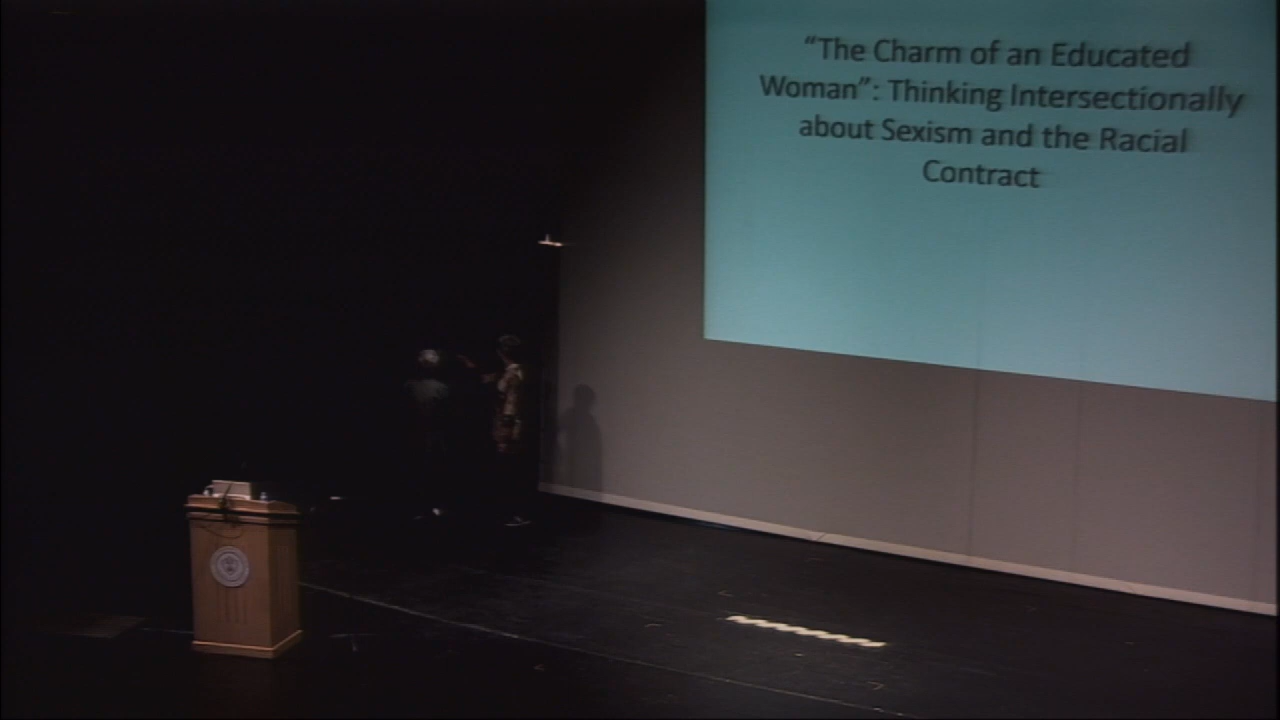 “The Charm of an Educated
Woman”: Thinking Intersectionally
about Sexism and the Racial
Contract